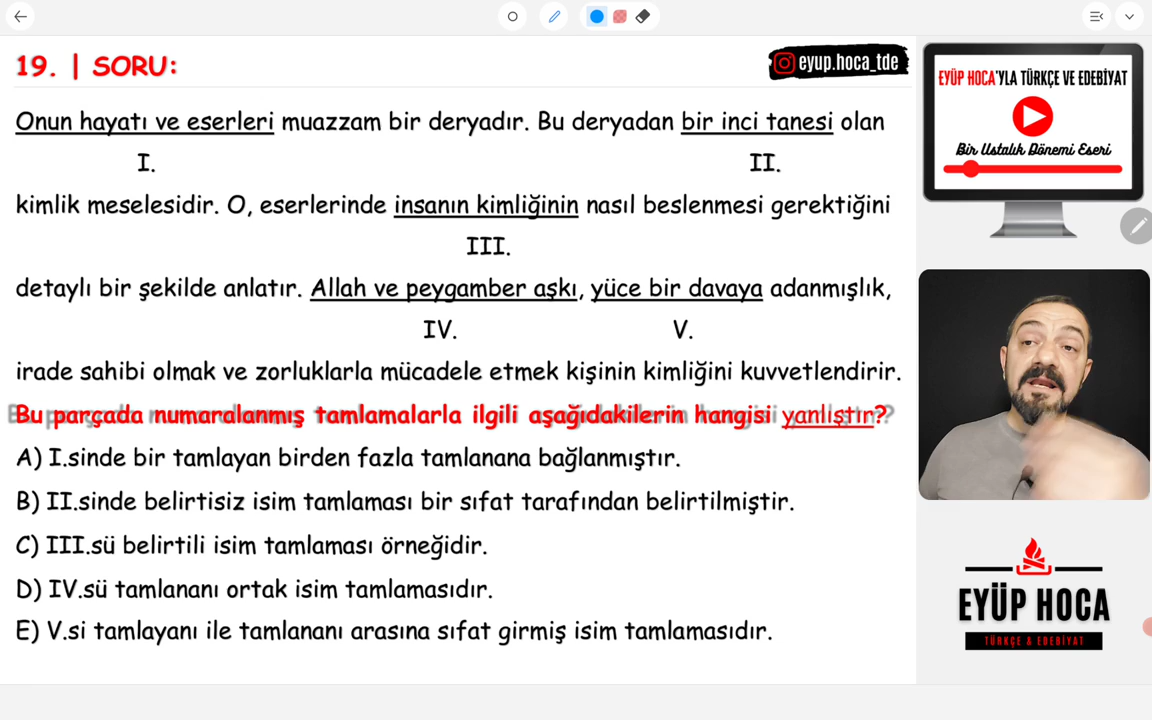 19. | SORU:
eyup.hoca_tde
Onun hayatı ve eserleri muazzam bir deryadır. Bu deryadan bir inci tanesi olan
I. II.
kimlik meselesidir. O, eserlerinde insanın kimliğinin nasıl beslenmesi gerektiğini
III.
detaylı bir şekilde anlatır. Allah ve peygamber aşkı, yüce bir davaya adanmışlık,
IV. V.
irade sahibi olmak ve zorluklarla mücadele etmek kişinin kimliğini kuvvetlendirir.
Bu parçada numaralanmış tamlamalarla ilgili aşağıdakilerin hangisi yanlıştır?
A) I.sinde bir tamlayan birden fazla tamlanana bağlanmıştır.
B) II.sinde belirtisiz isim tamlaması bir sıfat tarafından belirtilmiştir.
C) III.sü belirtili isim tamlaması örneğidir.
D) IV.sü tamlananı ortak isim tamlamasıdır.
E) V.si tamlayanı ile tamlananı arasına sıfat girmiş isim tamlamasıdır.
EYÜP HOCA'YLA TÜRKÇE VE EDEBİYAT
Bir Ustalık Dönemi Eseri
EYÜP HOCA
TÜRKÇE & EDEBİYAT